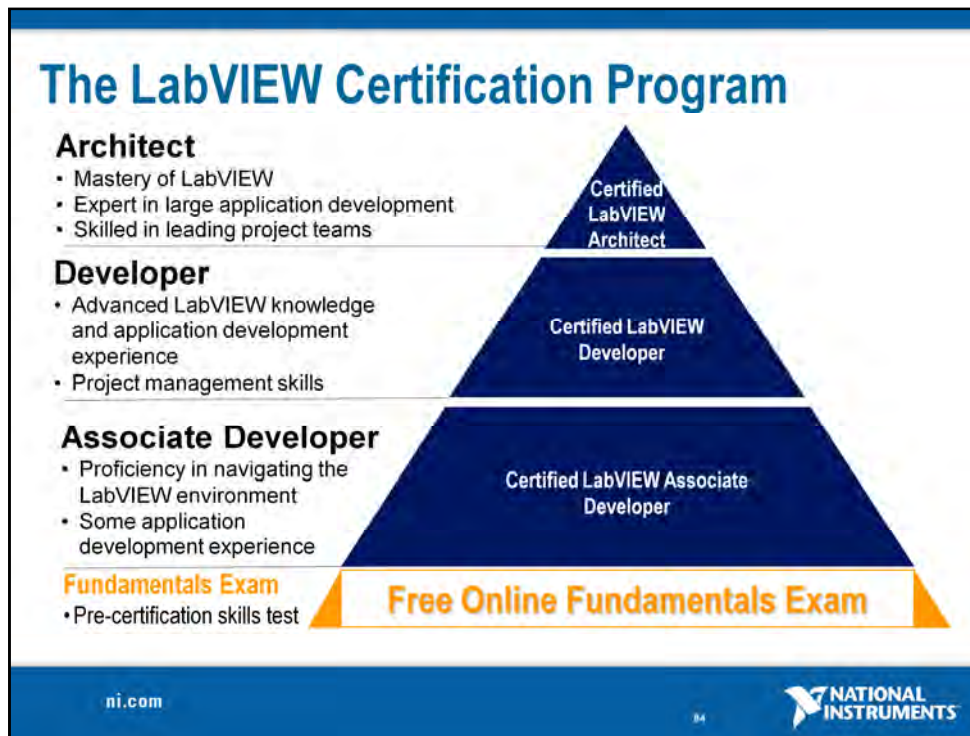 The LabVIEW Certification Program
Architect
• Mastery of LabVIEW
• Expert in large application development
• Skilled in leading project teams
Certified
LabVIEW
Architect
Developer
• Advanced LabVIEW knowledge
and application development
experience
• Project management skills
Certified LabVIEW
Developer
Associate Developer
• Proficiency in navigating the
LabVIEW environment
• Some application
development experience
Certified LabVIEW Associate
Developer
Fundamentals Exam
•Pre-certification skills test
Free Online Fundamentals Exam
ni.com
84
NATIONAL
INSTRUMENTS